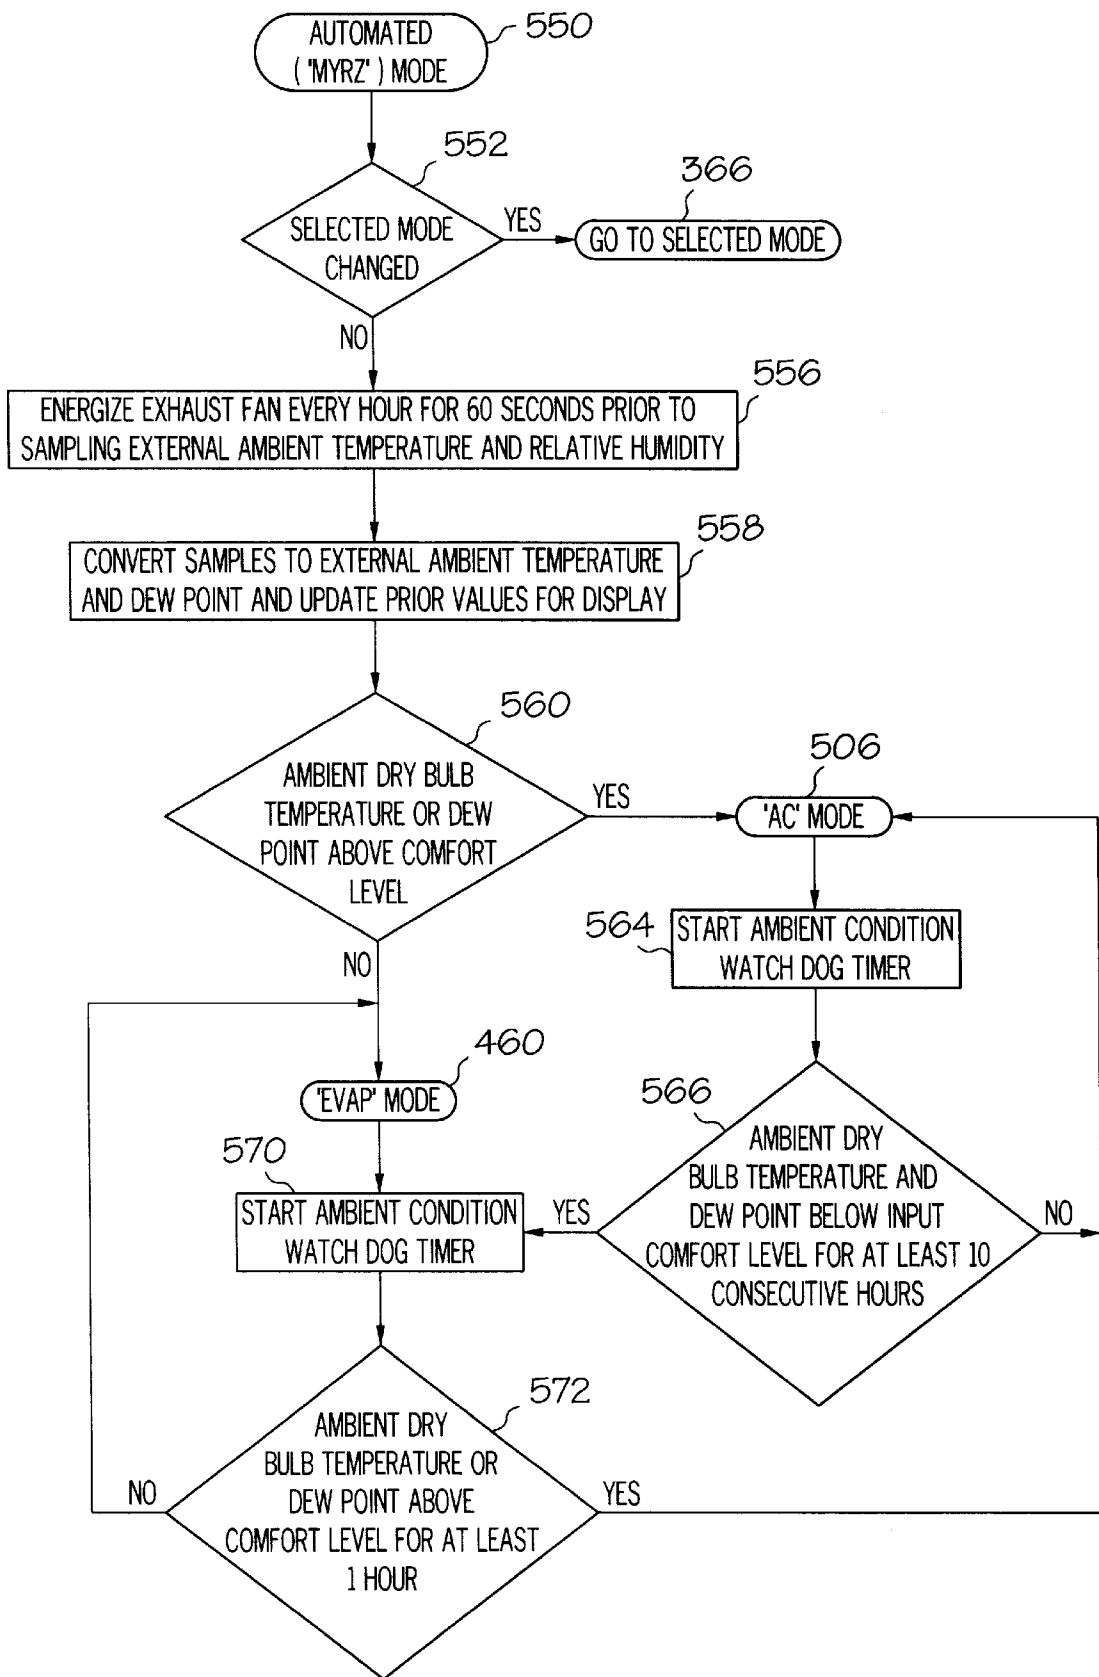 AUTOMATED
('MYRZ') MODE
550
552
SELECTED MODE
CHANGED
YES
366
GO TO SELECTED MODE
NO
556
ENERGIZE EXHAUST FAN EVERY HOUR FOR 60 SECONDS PRIOR TO
SAMPLING EXTERNAL AMBIENT TEMPERATURE AND RELATIVE HUMIDITY
558
CONVERT SAMPLES TO EXTERNAL AMBIENT TEMPERATURE
AND DEW POINT AND UPDATE PRIOR VALUES FOR DISPLAY
560
AMBIENT DRY BULB
TEMPERATURE OR DEW
POINT ABOVE COMFORT
LEVEL
YES
506
'AC' MODE
564
START AMBIENT CONDITION
WATCH DOG TIMER
NO
460
'EVAP' MODE
566
AMBIENT DRY
BULB TEMPERATURE AND
DEW POINT BELOW INPUT
COMFORT LEVEL FOR AT LEAST 10
CONSECUTIVE HOURS
YES
NO
570
START AMBIENT CONDITION
WATCH DOG TIMER
572
AMBIENT DRY
BULB TEMPERATURE OR
DEW POINT ABOVE
COMFORT LEVEL FOR AT LEAST
1 HOUR
NO
YES